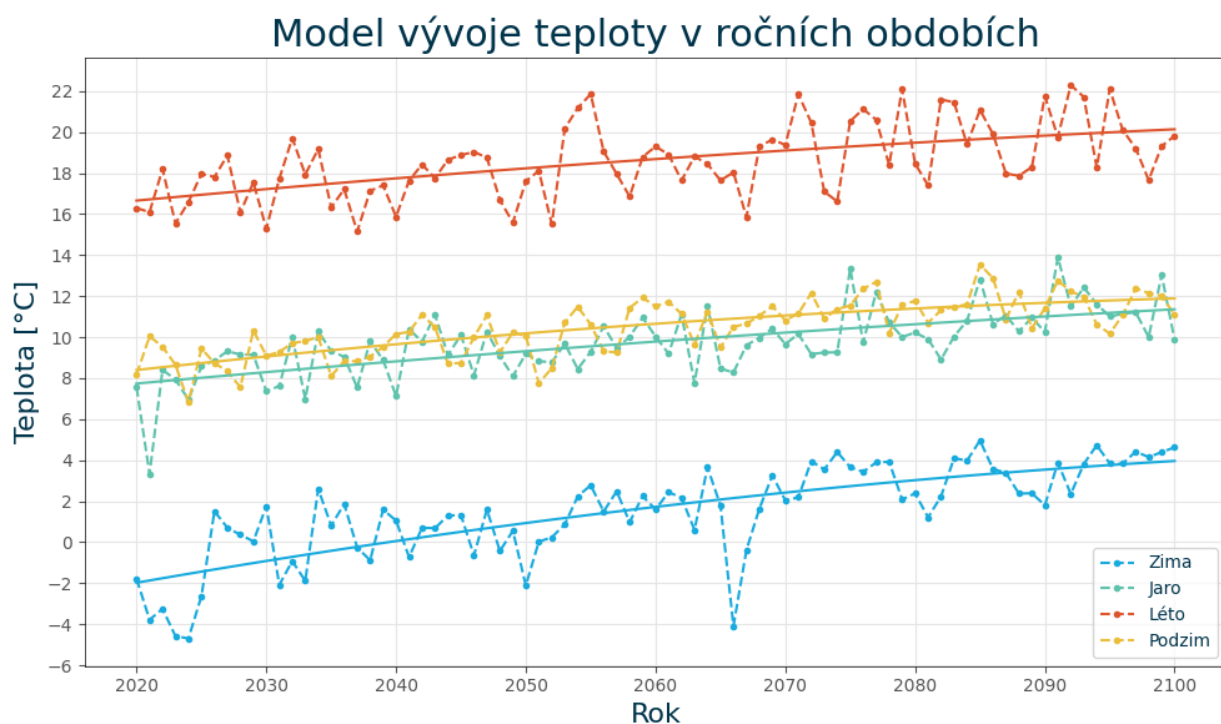 Model vývoje teploty v ročních obdobích
Teplota [°C]
22
20
18
16
14
12
10
8
6
4
2
0
−2
−4
−6
2020 2030 2040 2050 2060 2070 2080 2090 2100
Rok
Zima
Jaro
Léto
Podzim